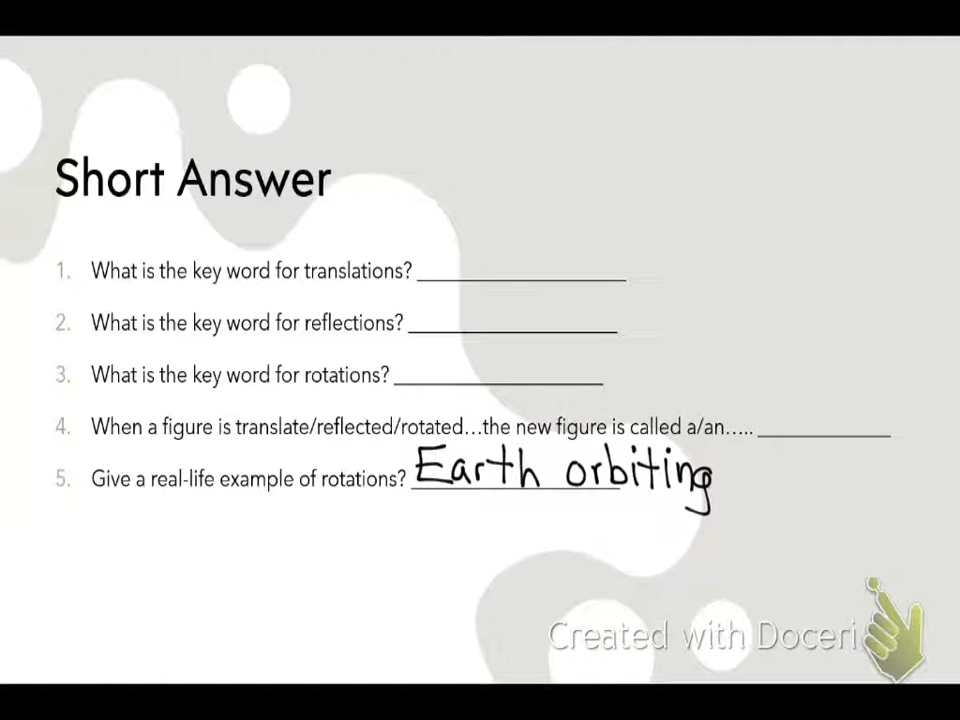 Short Answer
1. What is the key word for translations? ____________________
2. What is the key word for reflections? ____________________
3. What is the key word for rotations? ____________________
4. When a figure is translate/reflected/rotated...the new figure is called a/an..... _____________
5. Give a real-life example of rotations? Earth orbiting
Created with Doceri